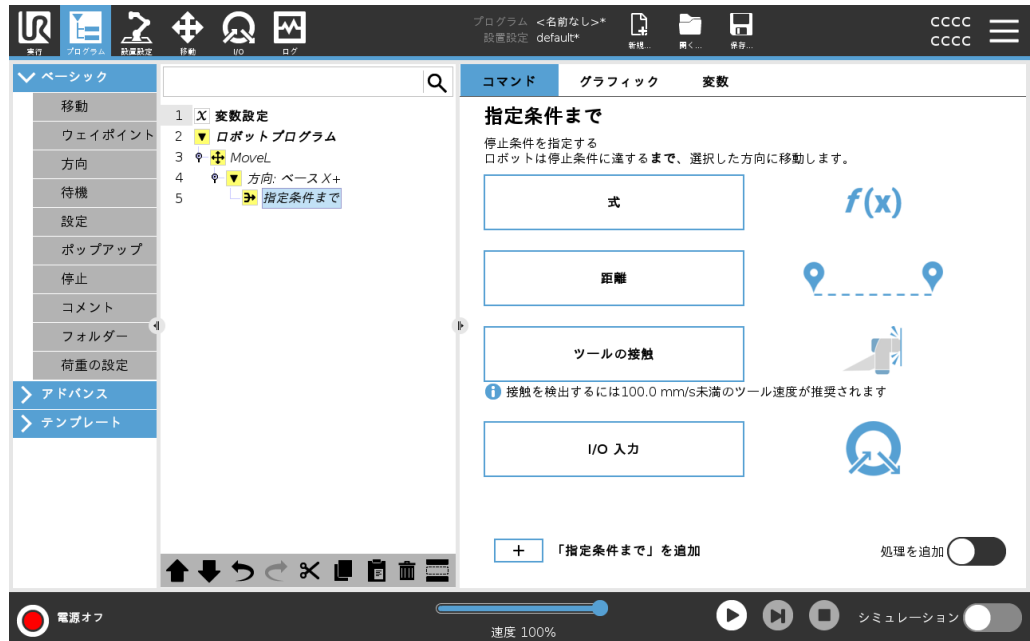 UR
実行
プログラム
設置設定
移動
I/O
ログ
プログラム <名前なし>*
設置設定 default*
新規...
開く...
保存...
CCCC
CCCC
ベーシック
移動
ウェイポイント
方向
待機
設定
ポップアップ
停止
コメント
フォルダー
荷重の設定
アドバンス
テンプレート
1 X 変数設定
2 ロボットプログラム
3 MoveL
4 方向: ベース X+
5 指定条件まで
コマンド グラフィック 変数
指定条件まで
停止条件を指定する
ロボットは停止条件に達するまで、選択した方向に移動します。
式
f(x)
距離
ツールの接触
接触を検出するには100.0 mm/s未満のツール速度が推奨されます
I/O 入力
+ 「指定条件まで」を追加
処理を追加
電源オフ
速度 100%
シミュレーション